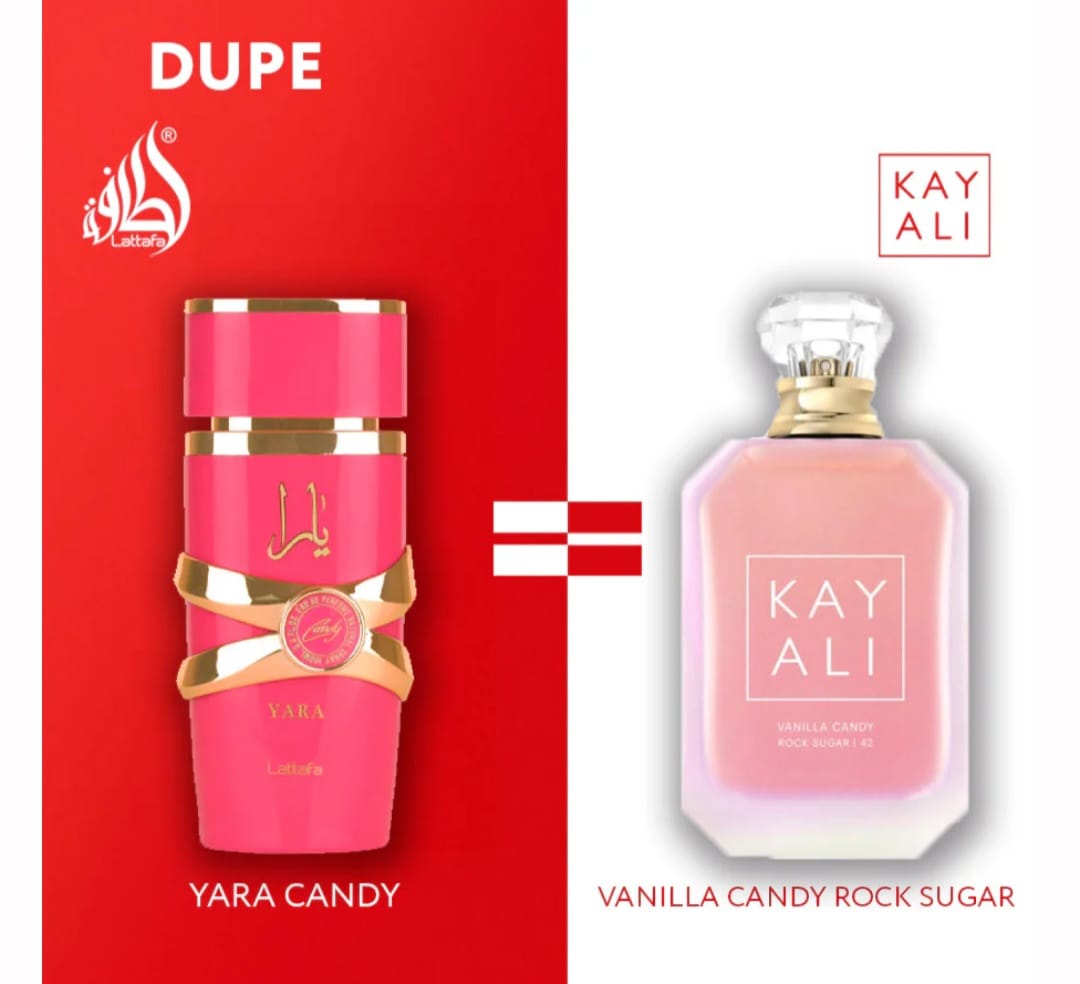 DUPE
لطافة
®
Lattafa
KAY
ALI
يارا
Candy
YARA
Lattafa
KAY
ALI
VANILLA CANDY
ROCK SUGAR | 42
YARA CANDY
VANILLA CANDY ROCK SUGAR